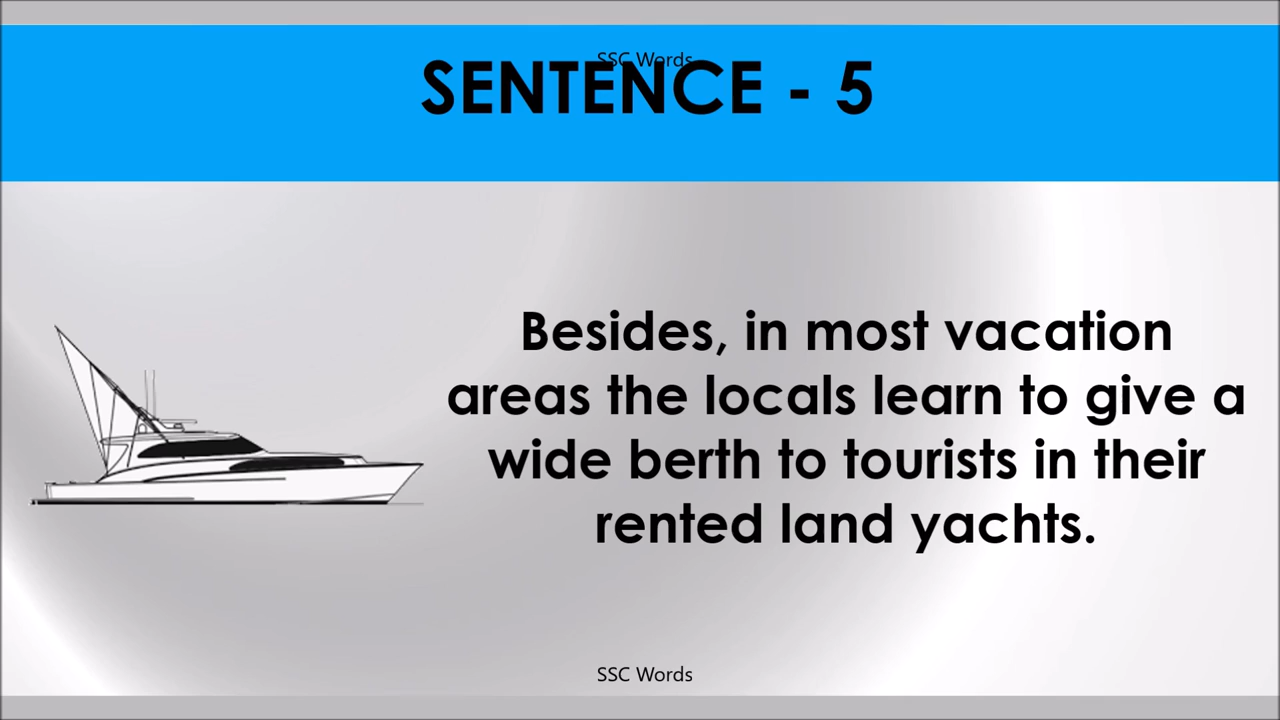 SSC Words
SENTENCE - 5
Besides, in most vacation
areas the locals learn to give a
wide berth to tourists in their
rented land yachts.
SSC Words